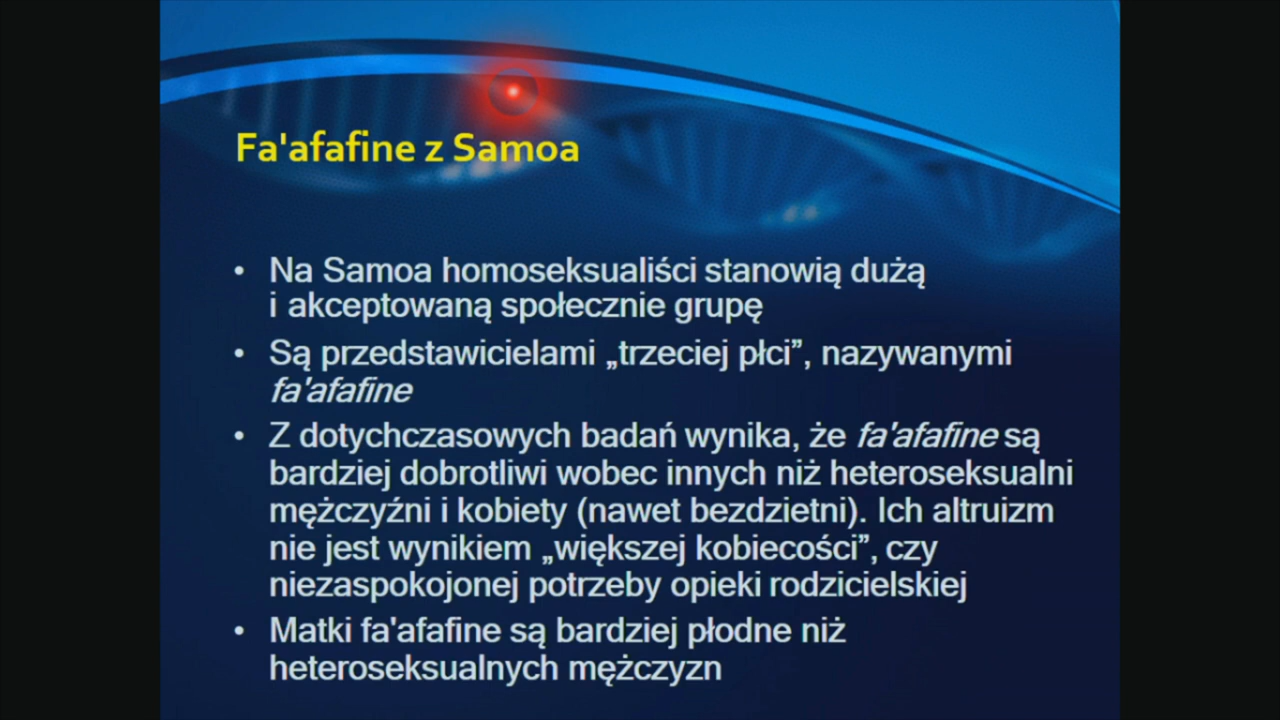 Fa'afafine z Samoa
• Na Samoa homoseksualiści stanowią dużą
i akceptowaną społecznie grupę
• Są przedstawicielami „trzeciej płci”, nazywanymi
fa'afafine
• Z dotychczasowych badań wynika, że fa'afafine są
bardziej dobrotliwi wobec innych niż heteroseksualni
mężczyźni i kobiety (nawet bezdzietni). Ich altruizm
nie jest wynikiem „większej kobiecości”, czy
niezaspokojonej potrzeby opieki rodzicielskiej
• Matki fa'afafine są bardziej płodne niż
heteroseksualnych mężczyzn